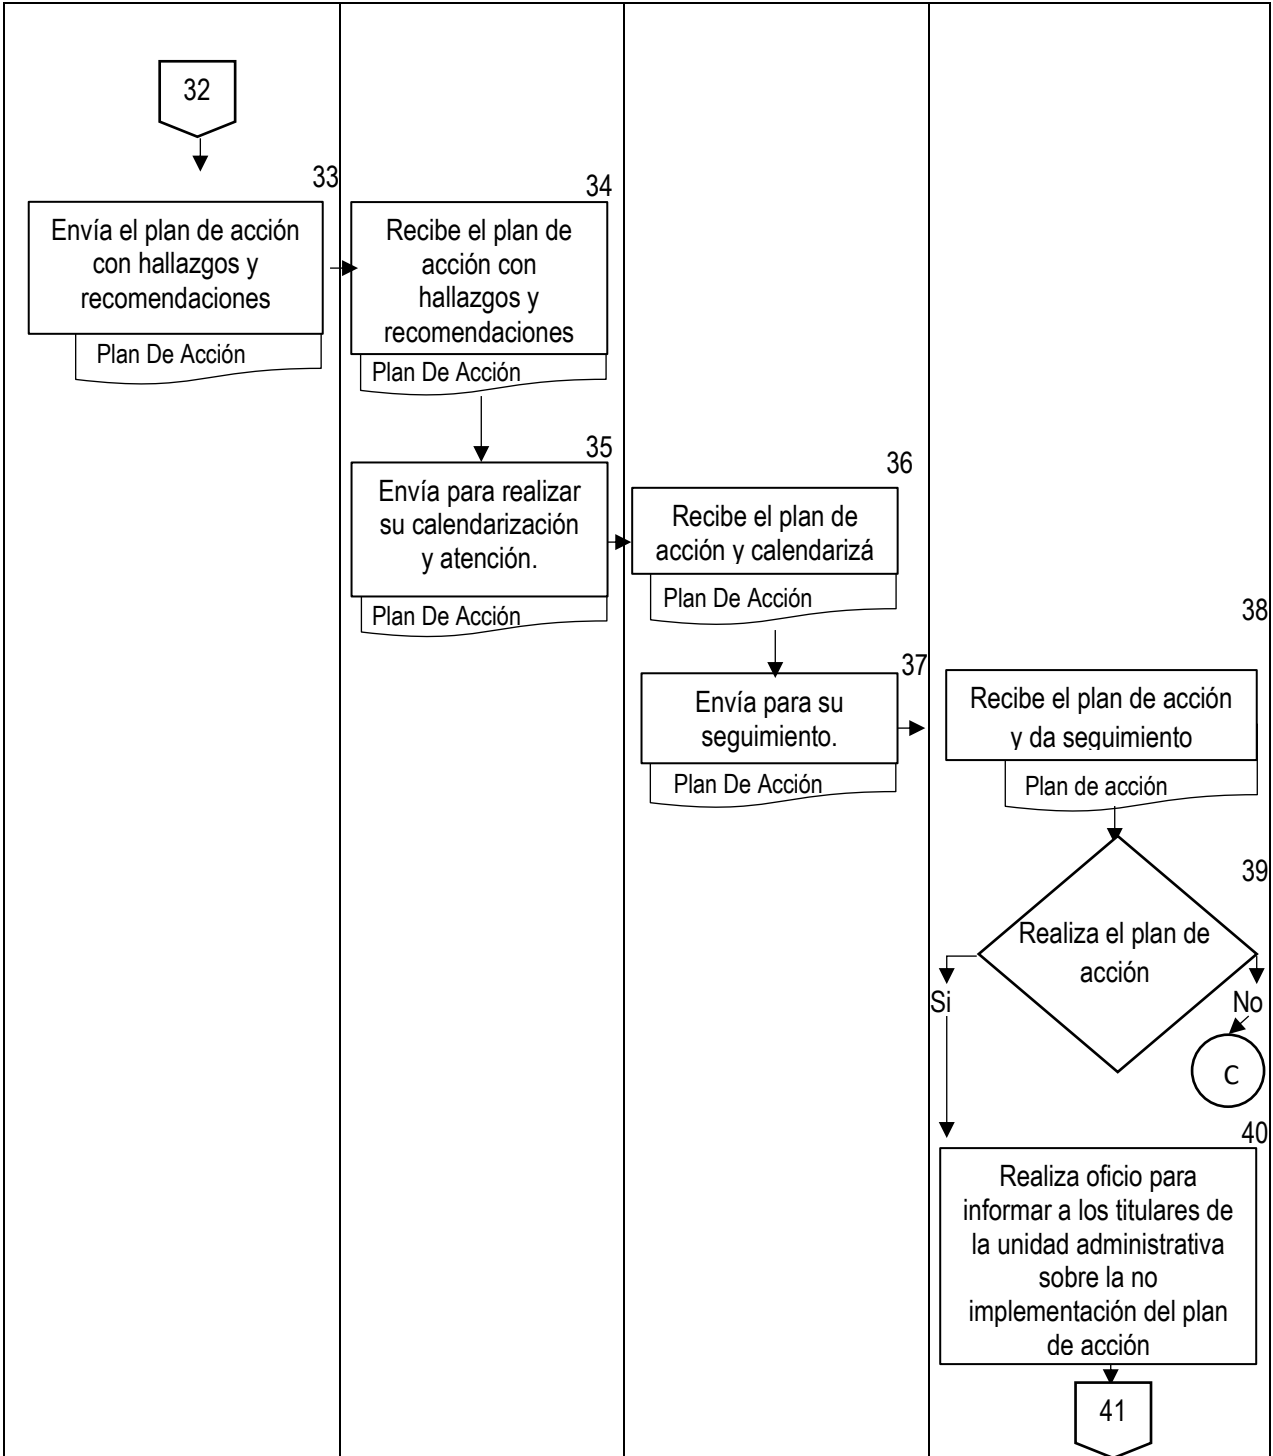 32
33
Envía el plan de acción
con hallazgos y
recomendaciones
Plan De Acción
34
Recibe el plan de
acción con
hallazgos y
recomendaciones
Plan De Acción
35
Envía para realizar
su calendarización
y atención.
Plan De Acción
36
Recibe el plan de
acción y calendarizá
Plan De Acción
37
Envía para su
seguimiento.
Plan De Acción
38
Recibe el plan de acción
y da seguimiento
Plan de acción
39
Realiza el plan de
acción
Si
No
C
40
Realiza oficio para
informar a los titulares de
la unidad administrativa
sobre la no
implementación del plan
de acción
41